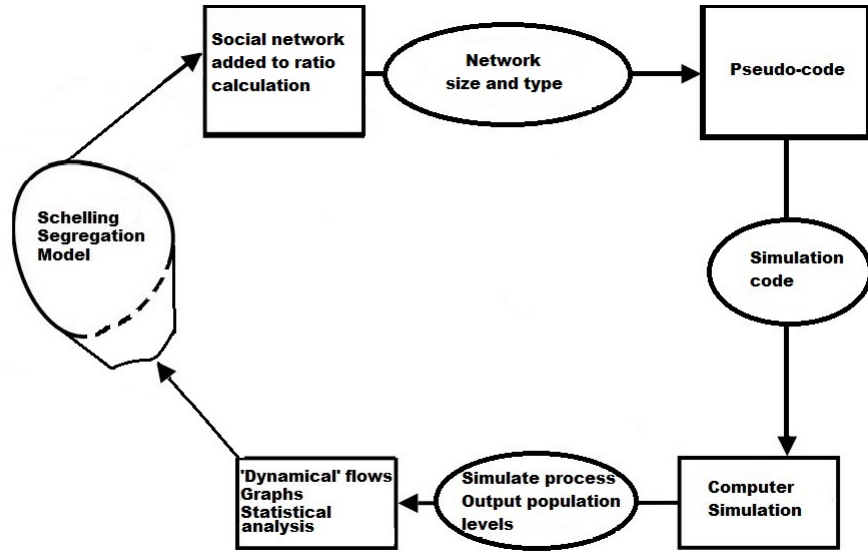 Social network
added to ratio
calculation
Network
size and type
Pseudo-code
Schelling
Segregation
Model
Simulation
code
'Dynamical' flows
Graphs
Statistical
analysis
Simulate process
Output population
levels
Computer
Simulation